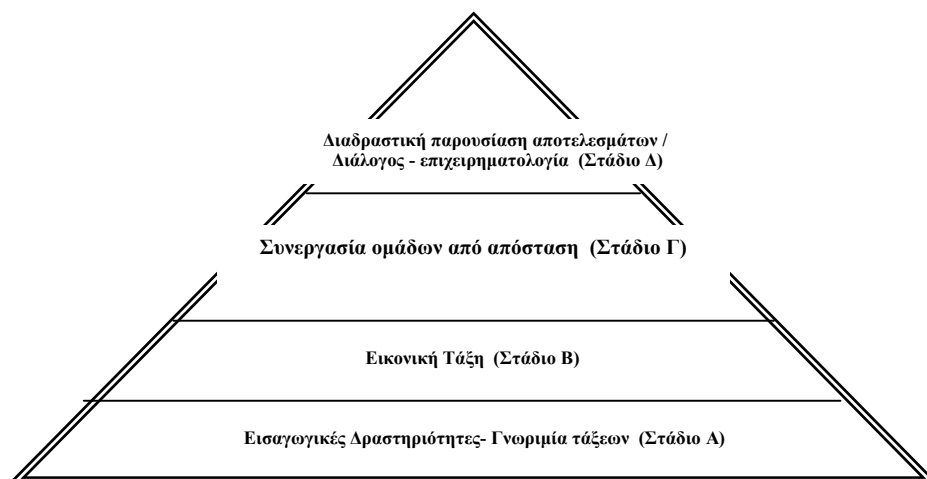 Διαδραστική παρουσίαση αποτελεσμάτων /
Διάλογος - επιχειρηματολογία (Στάδιο Δ)
Συνεργασία ομάδων από απόσταση (Στάδιο Γ)
Εικονική Τάξη (Στάδιο Β)
Εισαγωγικές Δραστηριότητες- Γνωριμία τάξεων (Στάδιο Α)